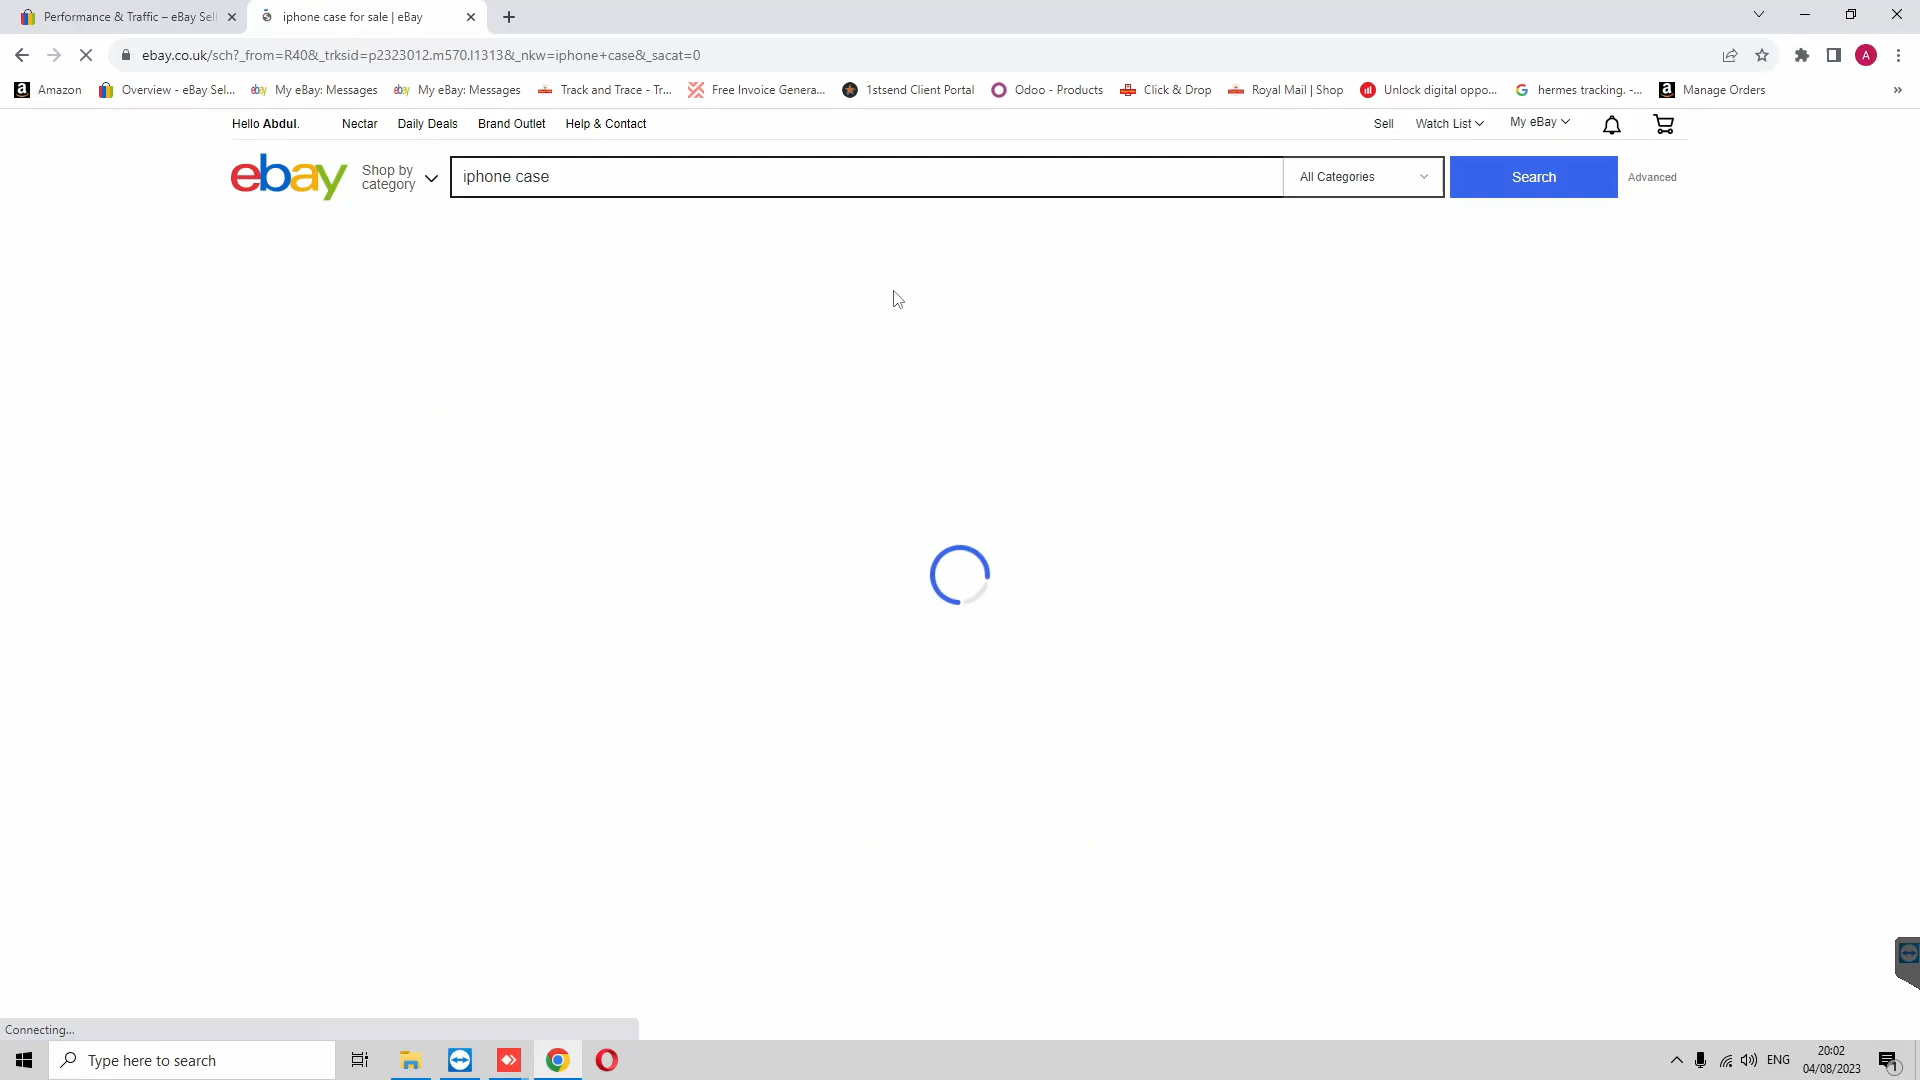 Performance & Traffic – eBay Sel
iphone case for sale | eBay
ebay.co.uk/sch?_from=R40&_trksid=p2323012.m570.l1313&_nkw=iphone+case&_sacat=0
A
Amazon
Overview - eBay Sel...
My eBay: Messages
My eBay: Messages
Track and Trace - Tr...
Free Invoice Genera...
1stsend Client Portal
Odoo - Products
Click & Drop
Royal Mail | Shop
Unlock digital oppo...
hermes tracking. -...
Manage Orders
»
Hello Abdul.
Nectar
Daily Deals
Brand Outlet
Help & Contact
Sell
Watch List
My eBay
ebay
Shop by
category
iphone case
All Categories
Search
Advanced
Connecting...
Type here to search
ENG
20:02
04/08/2023
1